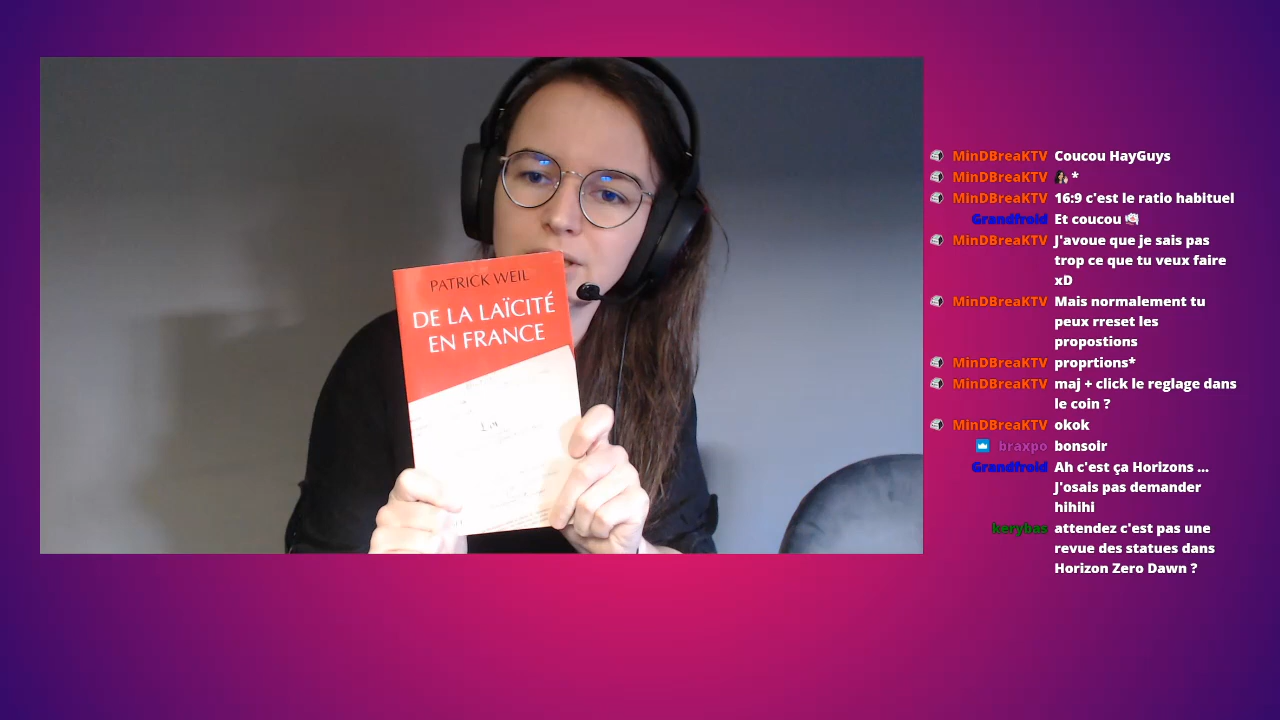 PATRICK WEIL
DE LA LAÏCITÉ
EN FRANCE
MinDBreaKTV Coucou HayGuys
MinDBreaKTV *
MinDBreaKTV 16:9 c'est le ratio habituel
Grandfroid Et coucou
MinDBreaKTV J'avoue que je sais pas
trop ce que tu veux faire
xD
MinDBreaKTV Mais normalement tu
peux rreset les
propostions
MinDBreaKTV proprtions*
MinDBreaKTV maj + click le reglage dans
le coin ?
MinDBreaKTV okok
braxpo bonsoir
Grandfroid Ah c'est ça Horizons ...
J'osais pas demander
hihihi
kerybas attendez c'est pas une
revue des statues dans
Horizon Zero Dawn ?